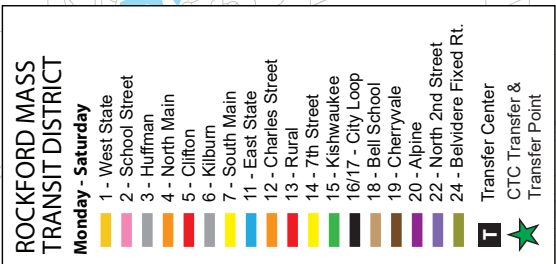 ROCKFORD MASS
TRANSIT DISTRICT
Monday - Saturday
1 - West State
2 - School Street
3 - Huffman
4 - North Main
5 - Clifton
6 - Kilburn
7 - South Main
11 - East State
12 - Charles Street
13 - Rural
14 - 7th Street
15 - Kishwaukee
16/17 - City Loop
18 - Bell School
19 - Cherryvale
20 - Alpine
22 - North 2nd Street
24 - Belvidere Fixed Rt.
T Transfer Center
CTC Transfer &
Transfer Point